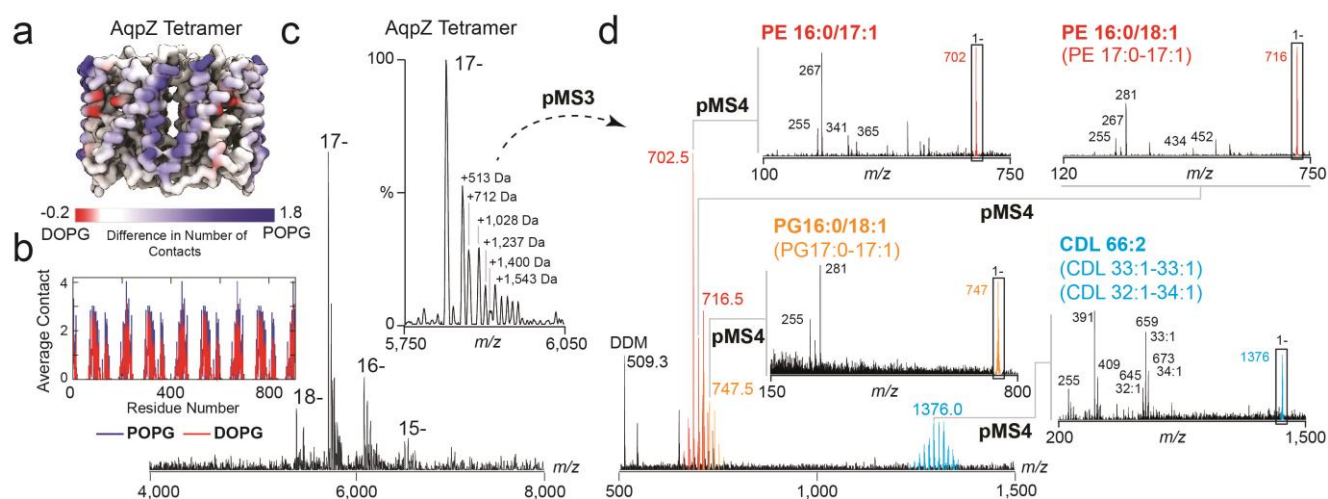 a
AqpZ Tetramer
-0.2
1.8
DOPG
Difference in Number of
Contacts
POPG
b
Average Contact
4
2
0
0
400
800
Residue Number
POPG
DOPG
c
AqpZ Tetramer
100
%
0
17-
+513 Da
+712 Da
+1,028 Da
+1,237 Da
+1,400 Da
+1,543 Da
5,750
m/z
6,050
18-
17-
16-
15-
4,000
6,000
8,000
m/z
pMS3
d
702.5
716.5
747.5
DDM
509.3
1376.0
500
1,000
1,500
m/z
pMS4
PE 16:0/17:1
1-
702
267
255
341
365
100
m/z
750
PE 16:0/18:1
(PE 17:0-17:1)
1-
716
281
267
255
434
452
120
m/z
750
pMS4
PG16:0/18:1
(PG17:0-17:1)
1-
747
281
255
150
m/z
800
pMS4
CDL 66:2
(CDL 33:1-33:1)
(CDL 32:1-34:1)
1-
1376
391
409
255
659
33:1
673
34:1
645
32:1
200
m/z
1,500
pMS4